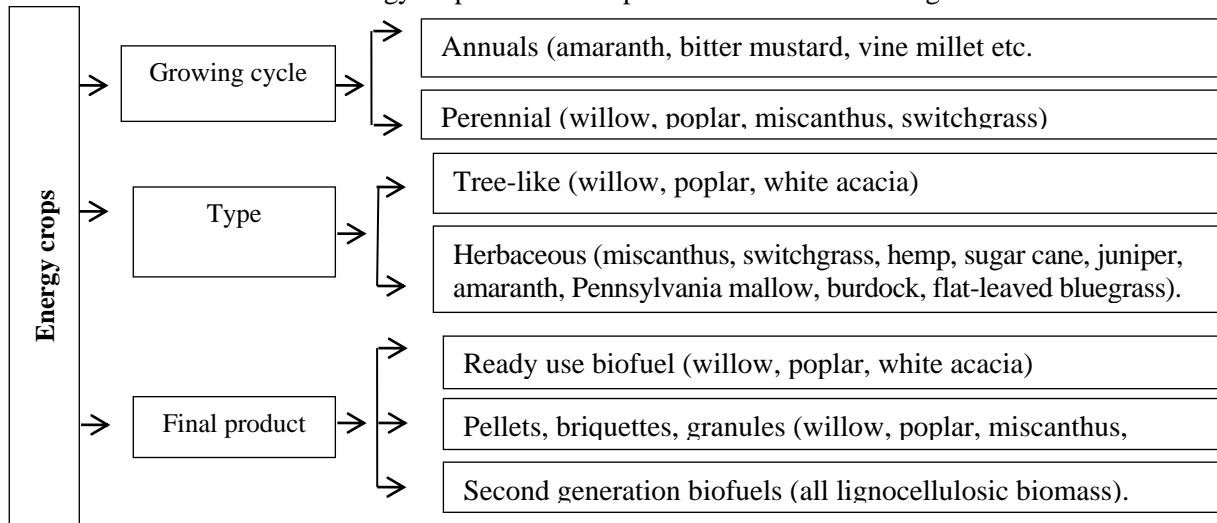 Energy crops
Growing cycle
Annuals (amaranth, bitter mustard, vine millet etc.
Perennial (willow, poplar, miscanthus, switchgrass)
Type
Tree-like (willow, poplar, white acacia)
Herbaceous (miscanthus, switchgrass, hemp, sugar cane, juniper,
amaranth, Pennsylvania mallow, burdock, flat-leaved bluegrass).
Final product
Ready use biofuel (willow, poplar, white acacia)
Pellets, briquettes, granules (willow, poplar, miscanthus,
Second generation biofuels (all lignocellulosic biomass).